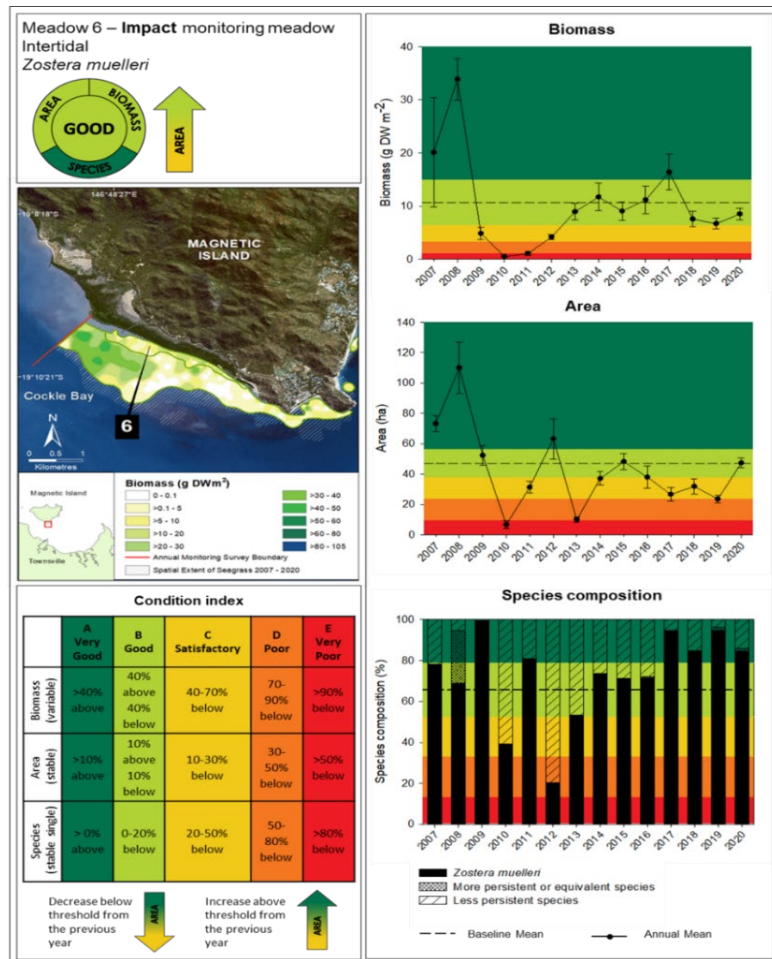 Meadow 6 – Impact monitoring meadow
Intertidal
Zostera muelleri
AREA
BIOMASS
GOOD
SPECIES
AREA
146°48'27"E
-19°8'18"S
MAGNETIC
ISLAND
-19°10'21"S
Cockle Bay
N
6
0 0.5 1
Kilometres
Magnetic Island
Townsville
Biomass (g DWm²)
0 - 0.1
>0.1 - 5
>5 - 10
>10 - 20
>20 - 30
>30 - 40
>40 - 50
>50 - 60
>60 - 80
>80 - 105
Annual Monitoring Survey Boundary
Spatial Extent of Seagrass 2007 - 2020
Condition index
A Very Good
B Good
C Satisfactory
D Poor
E Very Poor
Biomass (variable)
>40% above
40% above 40% below
40-70% below
70-90% below
>90% below
Area (stable)
>10% above
10% above 10% below
10-30% below
30-50% below
>50% below
Species (stable single)
> 0% above
0-20% below
20-50% below
50-80% below
>80% below
Decrease below threshold from the previous year
AREA
Increase above threshold from the previous year
AREA
Biomass
Biomass (g DW m⁻²)
40
30
20
10
0
2007 2008 2009 2010 2011 2012 2013 2014 2015 2016 2017 2018 2019 2020
Area
Area (ha)
140
120
100
80
60
40
20
0
2007 2008 2009 2010 2011 2012 2013 2014 2015 2016 2017 2018 2019 2020
Species composition
Species composition (%)
100
80
60
40
20
0
2007 2008 2009 2010 2011 2012 2013 2014 2015 2016 2017 2018 2019 2020
Zostera muelleri
More persistent or equivalent species
Less persistent species
Baseline Mean
Annual Mean